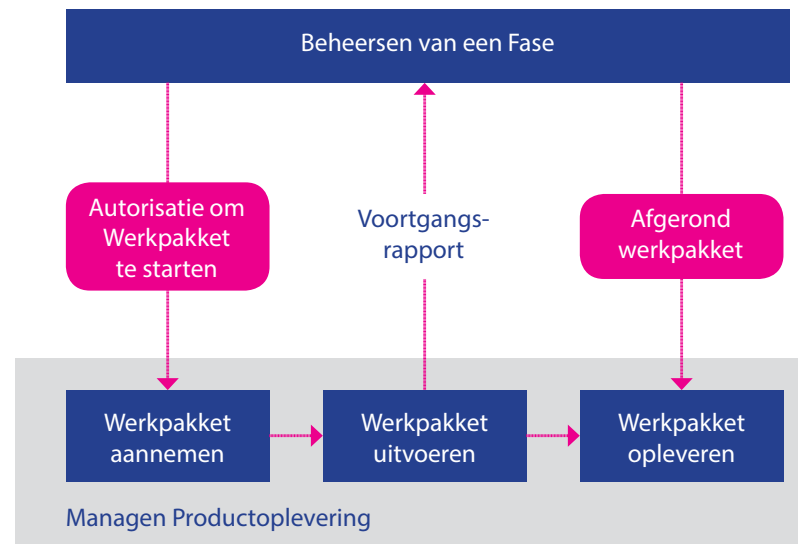 Beheersen van een Fase
Autorisatie om
Werkpakket
te starten
Voortgangs-
rapport
Afgerond
werkpakket
Werkpakket
aannemen
Werkpakket
uitvoeren
Werkpakket
opleveren
Managen Productoplevering